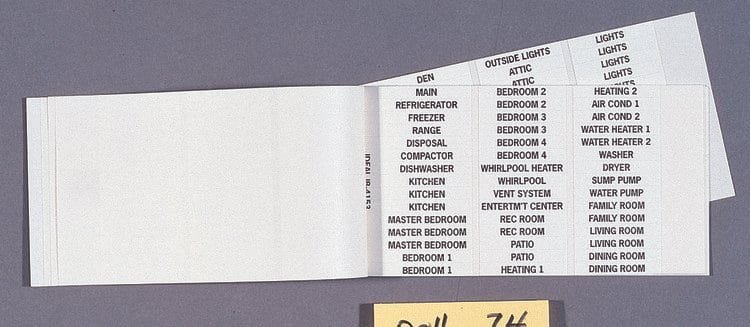 DEN
OUTSIDE LIGHTS
ATTIC
ATTIC
LIGHTS
LIGHTS
LIGHTS
LIGHTS
MAIN
REFRIGERATOR
FREEZER
RANGE
DISPOSAL
COMPACTOR
DISHWASHER
KITCHEN
KITCHEN
KITCHEN
MASTER BEDROOM
MASTER BEDROOM
MASTER BEDROOM
BEDROOM 1
BEDROOM 1
BEDROOM 2
BEDROOM 2
BEDROOM 3
BEDROOM 3
BEDROOM 4
BEDROOM 4
WHIRLPOOL HEATER
WHIRLPOOL
VENT SYSTEM
ENTERTM'T CENTER
REC ROOM
REC ROOM
PATIO
PATIO
HEATING 1
HEATING 2
AIR COND 1
AIR COND 2
WATER HEATER 1
WATER HEATER 2
WASHER
DRYER
SUMP PUMP
WATER PUMP
FAMILY ROOM
FAMILY ROOM
LIVING ROOM
LIVING ROOM
DINING ROOM
DINING ROOM